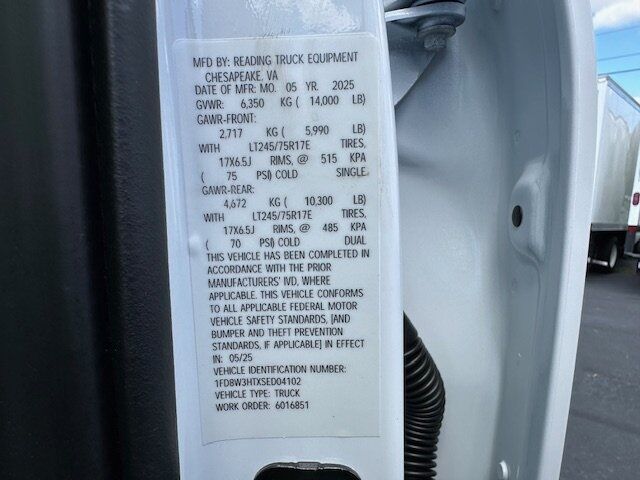 MFD BY: READING TRUCK EQUIPMENT
CHESAPEAKE, VA
DATE OF MFR: MO. 05 YR. 2025
GVWR: 6,350 KG ( 14,000 LB)
GAWR-FRONT:
2,717 KG ( 5,990 LB)
WITH LT245/75R17E TIRES,
17X6.5J RIMS, @ 515 KPA
( 75 PSI) COLD SINGLE
GAWR-REAR:
4,672 KG ( 10,300 LB)
WITH LT245/75R17E TIRES,
17X6.5J RIMS, @ 485 KPA
( 70 PSI) COLD DUAL
THIS VEHICLE HAS BEEN COMPLETED IN
ACCORDANCE WITH THE PRIOR
MANUFACTURERS' IVD, WHERE
APPLICABLE. THIS VEHICLE CONFORMS
TO ALL APPLICABLE FEDERAL MOTOR
VEHICLE SAFETY STANDARDS, [AND
BUMPER AND THEFT PREVENTION
STANDARDS, IF APPLICABLE] IN EFFECT
IN: 05/25
VEHICLE IDENTIFICATION NUMBER:
1FD8W3HTXSED04102
VEHICLE TYPE: TRUCK
WORK ORDER: 6016851